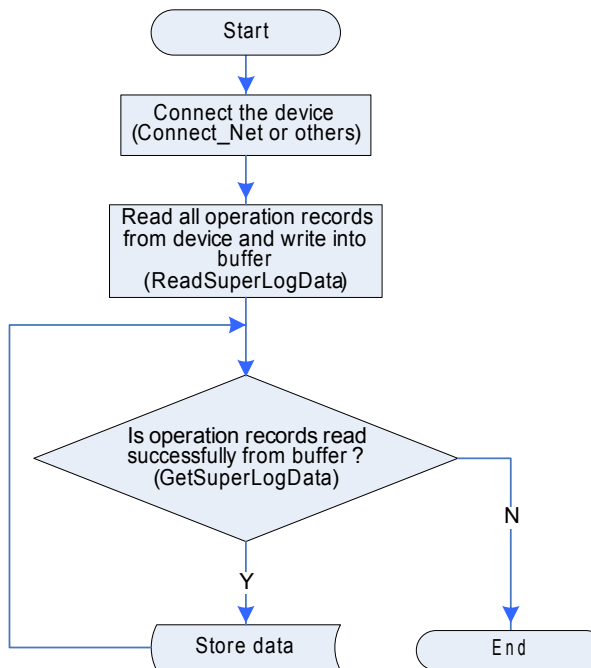 Start
Connect the device
(Connect_Net or others)
Read all operation records
from device and write into
buffer
(ReadSuperLogData)
Is operation records read
successfully from buffer ?
(GetSuperLogData)
N
Y
Store data
End